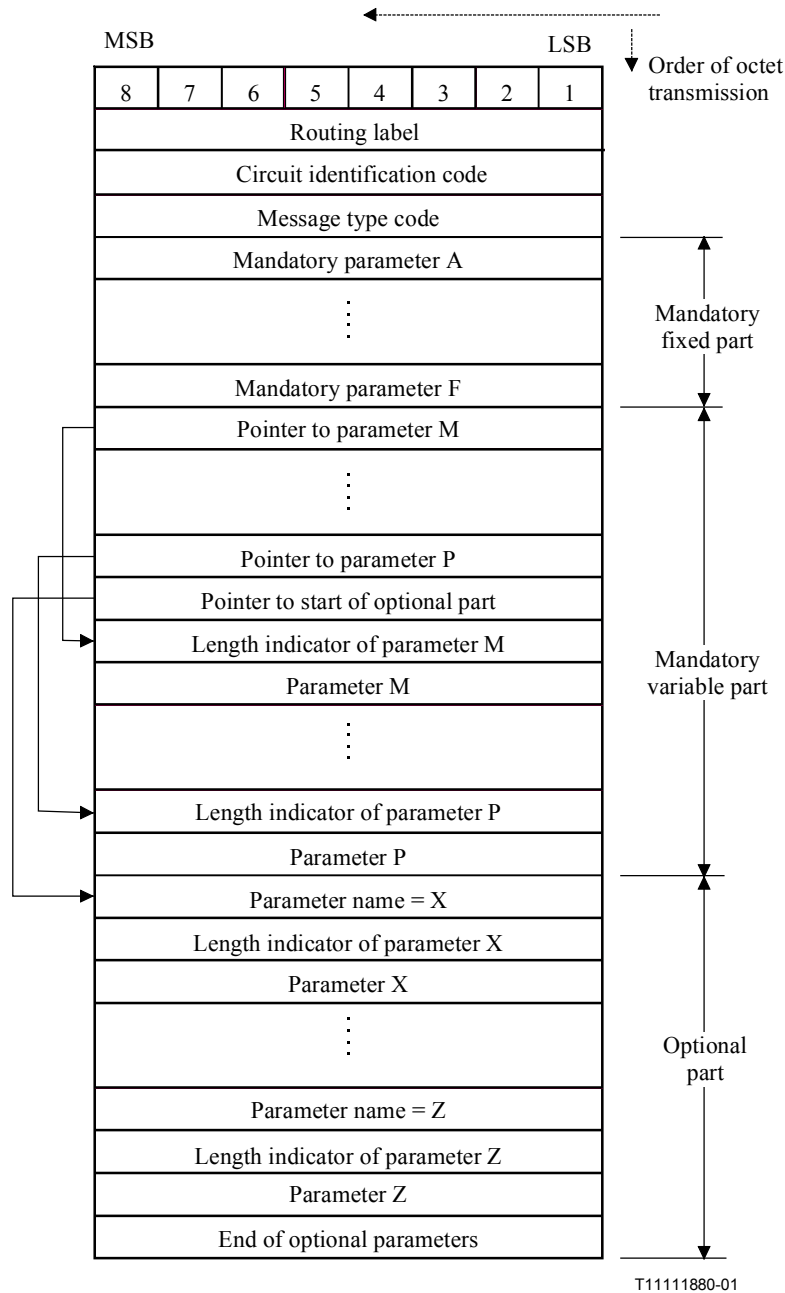 MSB
LSB
Order of octet
transmission
8 7 6 5 4 3 2 1
Routing label
Circuit identification code
Message type code
Mandatory parameter A
Mandatory
fixed part
Mandatory parameter F
Pointer to parameter M
Pointer to parameter P
Pointer to start of optional part
Length indicator of parameter M
Parameter M
Mandatory
variable part
Length indicator of parameter P
Parameter P
Parameter name = X
Length indicator of parameter X
Parameter X
Optional
part
Parameter name = Z
Length indicator of parameter Z
Parameter Z
End of optional parameters
T11111880-01